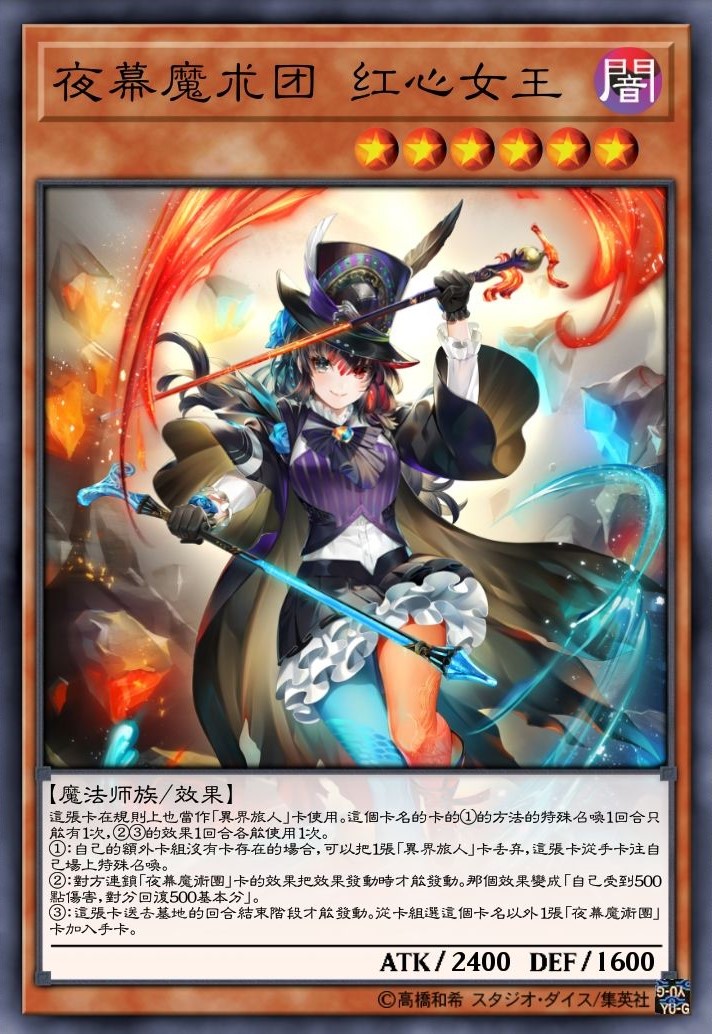 夜幕魔术团 红心女王
闇
【魔法师族/效果】
這張卡在規則上也當作「異界旅人」卡使用。這個卡名的卡的①的方法的特殊召喚1回合只
能有1次,②③的效果1回合各能使用1次。
①:自己的額外卡組沒有卡存在的場合,可以把1張「異界旅人」卡丟弃,這張卡從手卡往自
己場上特殊召喚。
②:對方連鎖「夜幕魔術團」卡的效果把效果發動時才能發動。那個效果變成「自己受到500
點傷害,對分回復500基本分」。
③:這張卡送去墓地的回合結束階段才能發動。從卡組選這個卡名以外1張「夜幕魔術團」
卡加入手卡。
ATK/2400 DEF/1600
©高橋和希 スタジオ・ダイス/集英社
YU-G